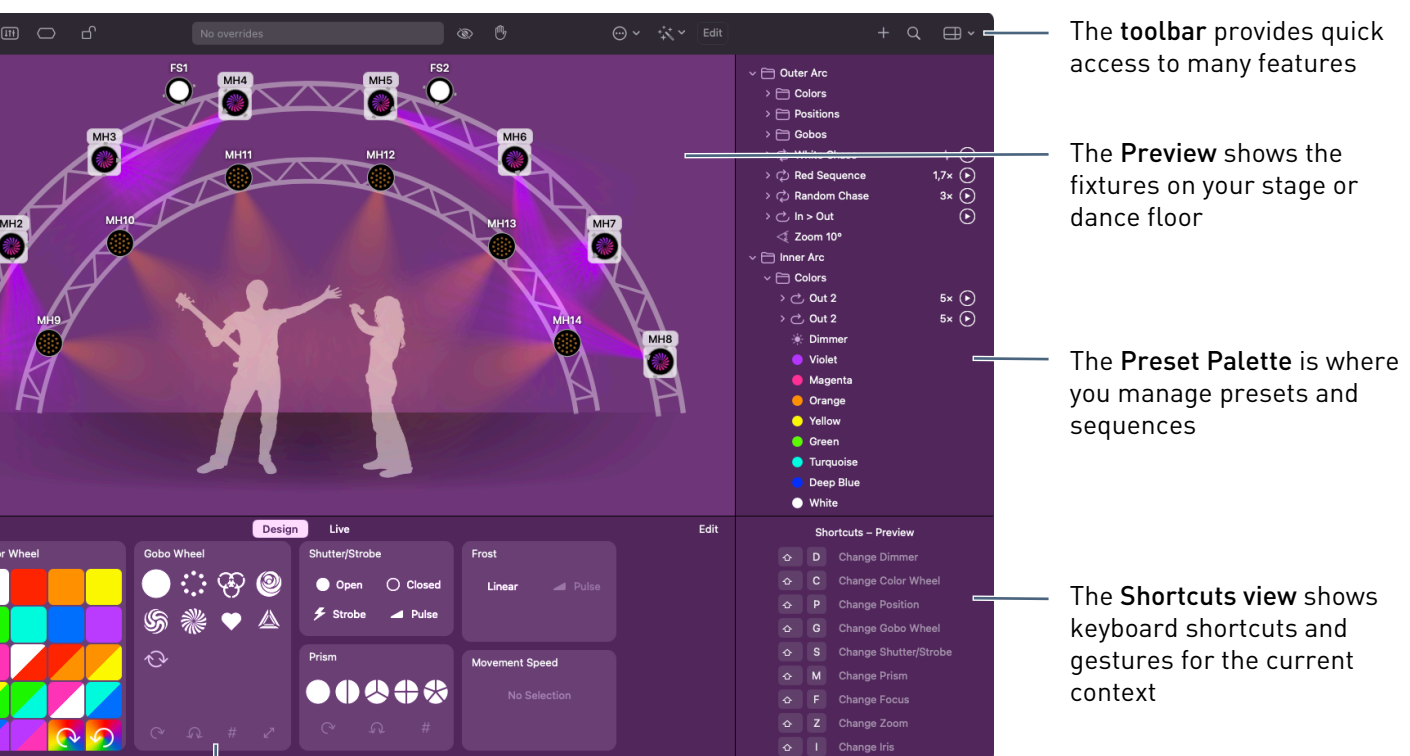 No overrides
Edit
FS1
FS2
MH4
MH5
MH3
MH6
MH11
MH12
MH2
MH10
MH13
MH7
MH9
MH14
MH8
Outer Arc
Colors
Positions
Gobos
Red Sequence 1,7×
Random Chase 3×
In > Out
Zoom 10°
Inner Arc
Colors
Out 2 5×
Out 2 5×
Dimmer
Violet
Magenta
Orange
Yellow
Green
Turquoise
Deep Blue
White
The toolbar provides quick
access to many features
The Preview shows the
fixtures on your stage or
dance floor
The Preset Palette is where
you manage presets and
sequences
The Shortcuts view shows
keyboard shortcuts and
gestures for the current
context
Design Live Edit
Wheel
Gobo Wheel
#
Shutter/Strobe
Open Closed
Strobe Pulse
Prism
#
Frost
Linear Pulse
Movement Speed
No Selection
Shortcuts – Preview
D Change Dimmer
C Change Color Wheel
P Change Position
G Change Gobo Wheel
S Change Shutter/Strobe
M Change Prism
F Change Focus
Z Change Zoom
I Change Iris